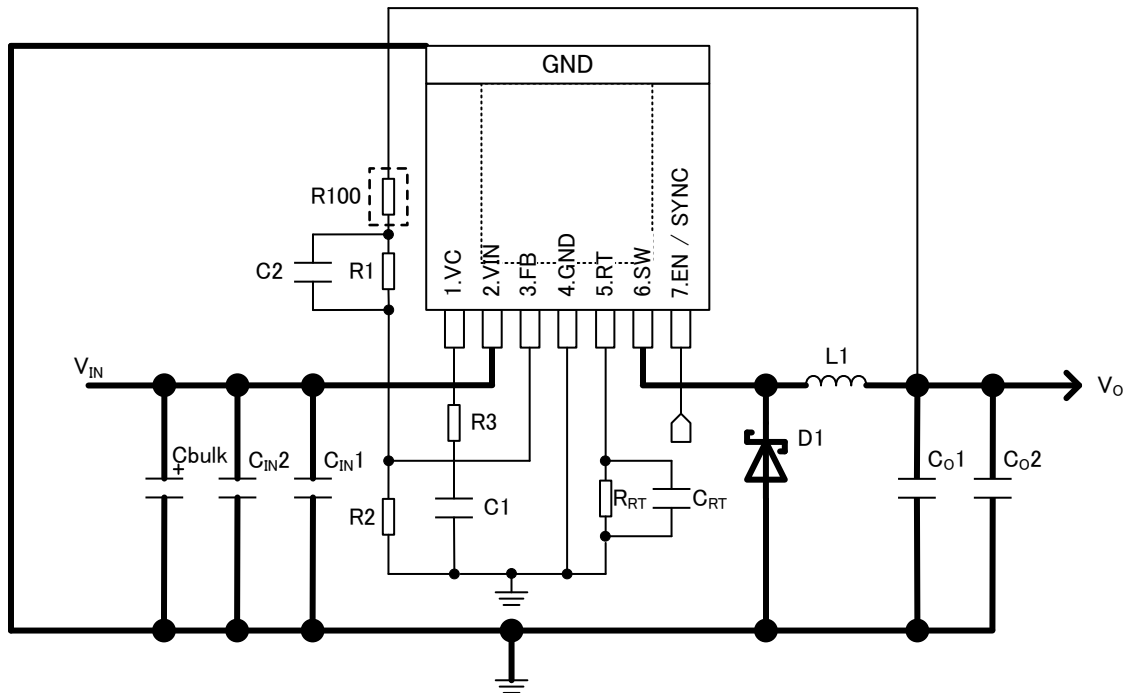 GND
R100
C2
R1
1.VC
2.VIN
3.FB
4.GND
5.RT
6.SW
7.EN / SYNC
VIN
L1
VO
R3
D1
Cbulk
+
CIN2
CIN1
CO1
CO2
R2
C1
RRT
CRT